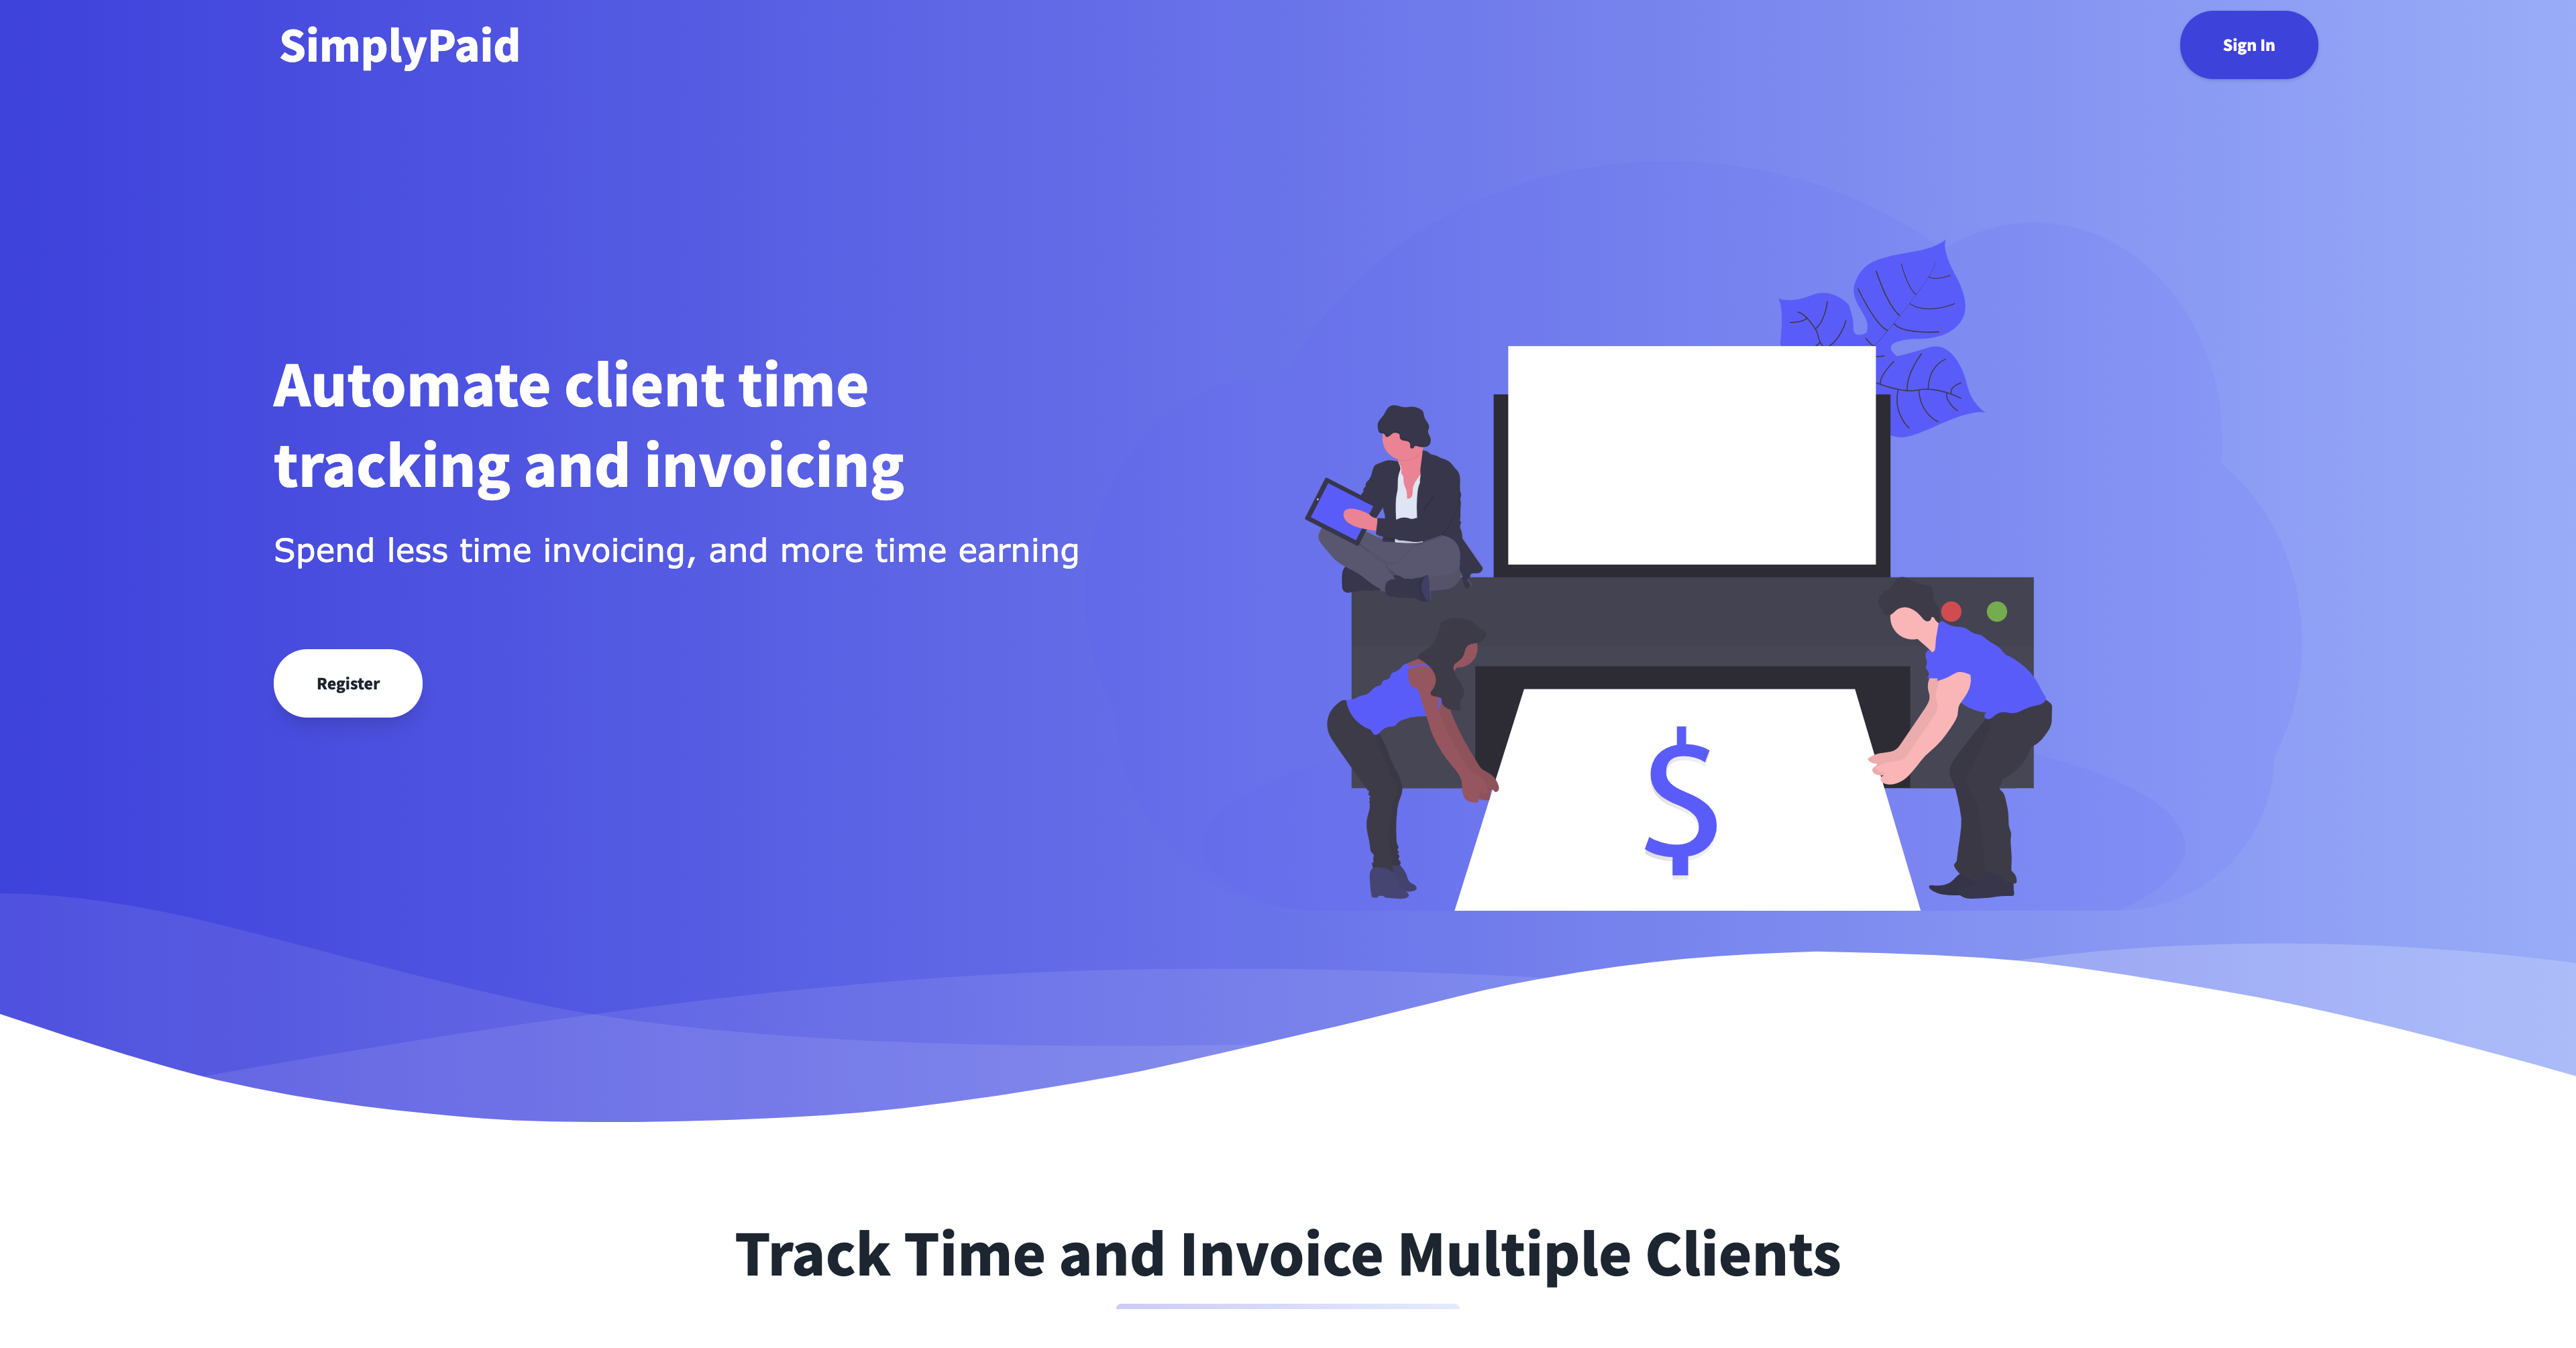 SimplyPaid
Sign In
Automate client time
tracking and invoicing
Spend less time invoicing, and more time earning
Register
$
Track Time and Invoice Multiple Clients